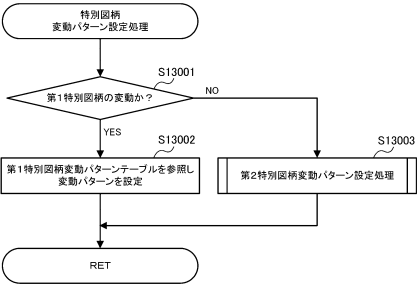 特別図柄
変動パターン設定処理
S13001
第1特別図柄の変動か？
NO
YES
S13002
第1特別図柄変動パターンテーブルを参照し
変動パターンを設定
S13003
第2特別図柄変動パターン設定処理
RET